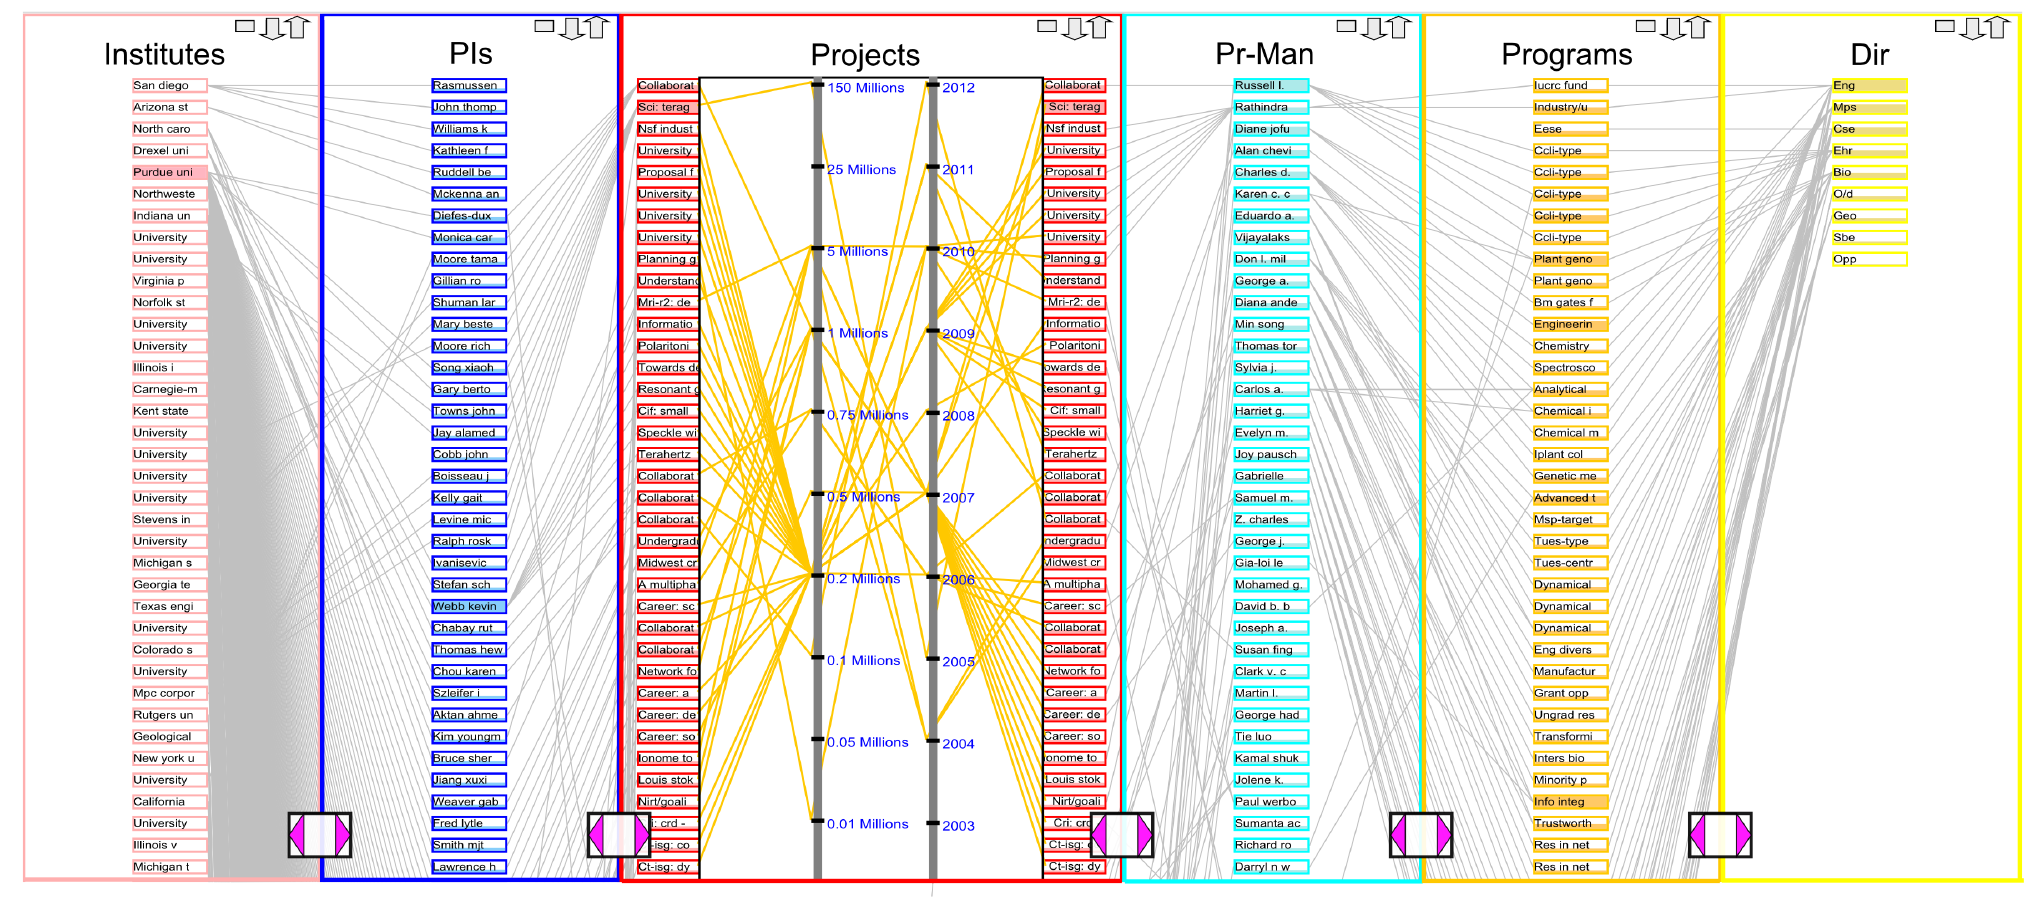 Institutes
PIs
Projects
Pr-Man
Programs
Dir
San diego
Arizona st
North caro
Drexel uni
Purdue uni
Northweste
Indiana un
University
University
Virginia p
Norfolk st
University
University
Illinois i
Carnegie-m
Kent state
University
University
University
University
Stevens in
University
Michigan s
Georgia te
Texas engi
University
Colorado s
University
Mpc corpor
Rutgers un
Geological
New york u
University
California
University
Illinois v
Michigan t
Rasmussen
John thomp
Williams k
Kathleen f
Ruddell be
Mckenna an
Diefes-dux
Monica car
Moore tama
Gillian ro
Shuman lar
Mary beste
Moore rich
Song xiaoh
Gary berto
Towns john
Jay alamed
Cobb john
Boisseau j
Kelly gait
Levine mic
Ralph rosk
Ivanisevic
Stefan sch
Webb kevin
Chabay rut
Thomas hew
Chou karen
Szleifer i
Aktan ahme
Kim youngm
Bruce sher
Jiang xuxi
Weaver gab
Fred lytle
Smith mjt
Lawrence h
Collaborat
Sci: terag
Nsf indust
University
Proposal f
University
University
University
Planning g
Understand
Mri-r2: de
Informatio
Polaritoni
Towards de
Resonant g
Cif: small
Speckle wi
Terahertz
Collaborat
Collaborat
Collaborat
Undergradu
Midwest cr
A multipha
Career: sc
Collaborat
Collaborat
Network fo
Career: a
Career: de
Career: so
Ionome to
Louis stok
Nirt/goali
i: crd -
-isg: co
Ct-isg: dy
150 Millions
25 Millions
5 Millions
1 Millions
0.75 Millions
0.5 Millions
0.2 Millions
0.1 Millions
0.05 Millions
0.01 Millions
2012
2011
2010
2009
2008
2007
2006
2005
2004
2003
Collaborat
Sci: terag
Nsf indust
University
Proposal f
University
University
University
Planning g
nderstand
Mri-r2: de
Informatio
Polaritoni
owards de
esonant g
Cif: small
Speckle wi
Terahertz
Collaborat
Collaborat
Collaborat
ndergradu
Midwest cr
A multipha
Career: sc
Collaborat
Collaborat
Network fo
Career: a
Career: de
Career: so
onome to
Louis stok
Nirt/goali
Cri: crd
Ct-isg:
Ct-isg: dy
Russell l.
Rathindra
Diane jofu
Alan chevi
Charles d.
Karen c. c
Eduardo a.
Vijayalaks
Don l. mil
George a.
Diana ande
Min song
Thomas tor
Sylvia j.
Carlos a.
Harriet g.
Evelyn m.
Joy pausch
Gabrielle
Samuel m.
Z. charles
George j.
Gia-loi le
Mohamed g.
David b. b
Joseph a.
Susan fing
Clark v. c
Martin l.
George had
Tie luo
Kamal shuk
Jolene k.
Paul werbo
Sumanta ac
Richard ro
Darryl n w
Iucrc fund
Industry/u
Eese
Ccli-type
Ccli-type
Ccli-type
Ccli-type
Ccli-type
Plant geno
Plant geno
Bm gates f
Engineerin
Chemistry
Spectrosco
Analytical
Chemical i
Chemical m
Iplant col
Genetic me
Advanced t
Msp-target
Tues-type
Tues-centr
Dynamical
Dynamical
Dynamical
Eng divers
Manufactur
Grant opp
Ungrad res
Transformi
Inters bio
Minority p
Info integ
Trustworth
Res in net
Res in net
Eng
Mps
Cse
Ehr
Bio
O/d
Geo
Sbe
Opp